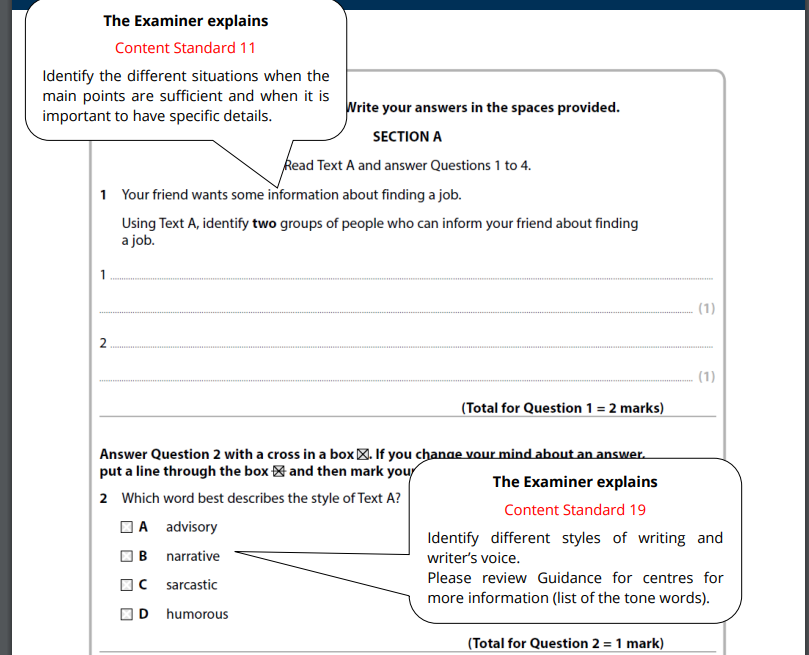 The Examiner explains
Content Standard 11
Identify the different situations when the
main points are sufficient and when it is
important to have specific details.
Write your answers in the spaces provided.
SECTION A
Read Text A and answer Questions 1 to 4.
1 Your friend wants some information about finding a job.
Using Text A, identify two groups of people who can inform your friend about finding
a job.
1
(1)
2
(1)
(Total for Question 1 = 2 marks)
Answer Question 2 with a cross in a box ☒. If you change your mind about an answer,
put a line through the box and then mark your
2 Which word best describes the style of Text A?
A advisory
B narrative
C sarcastic
D humorous
The Examiner explains
Content Standard 19
Identify different styles of writing and
writer's voice.
Please review Guidance for centres for
more information (list of the tone words).
(Total for Question 2 = 1 mark)